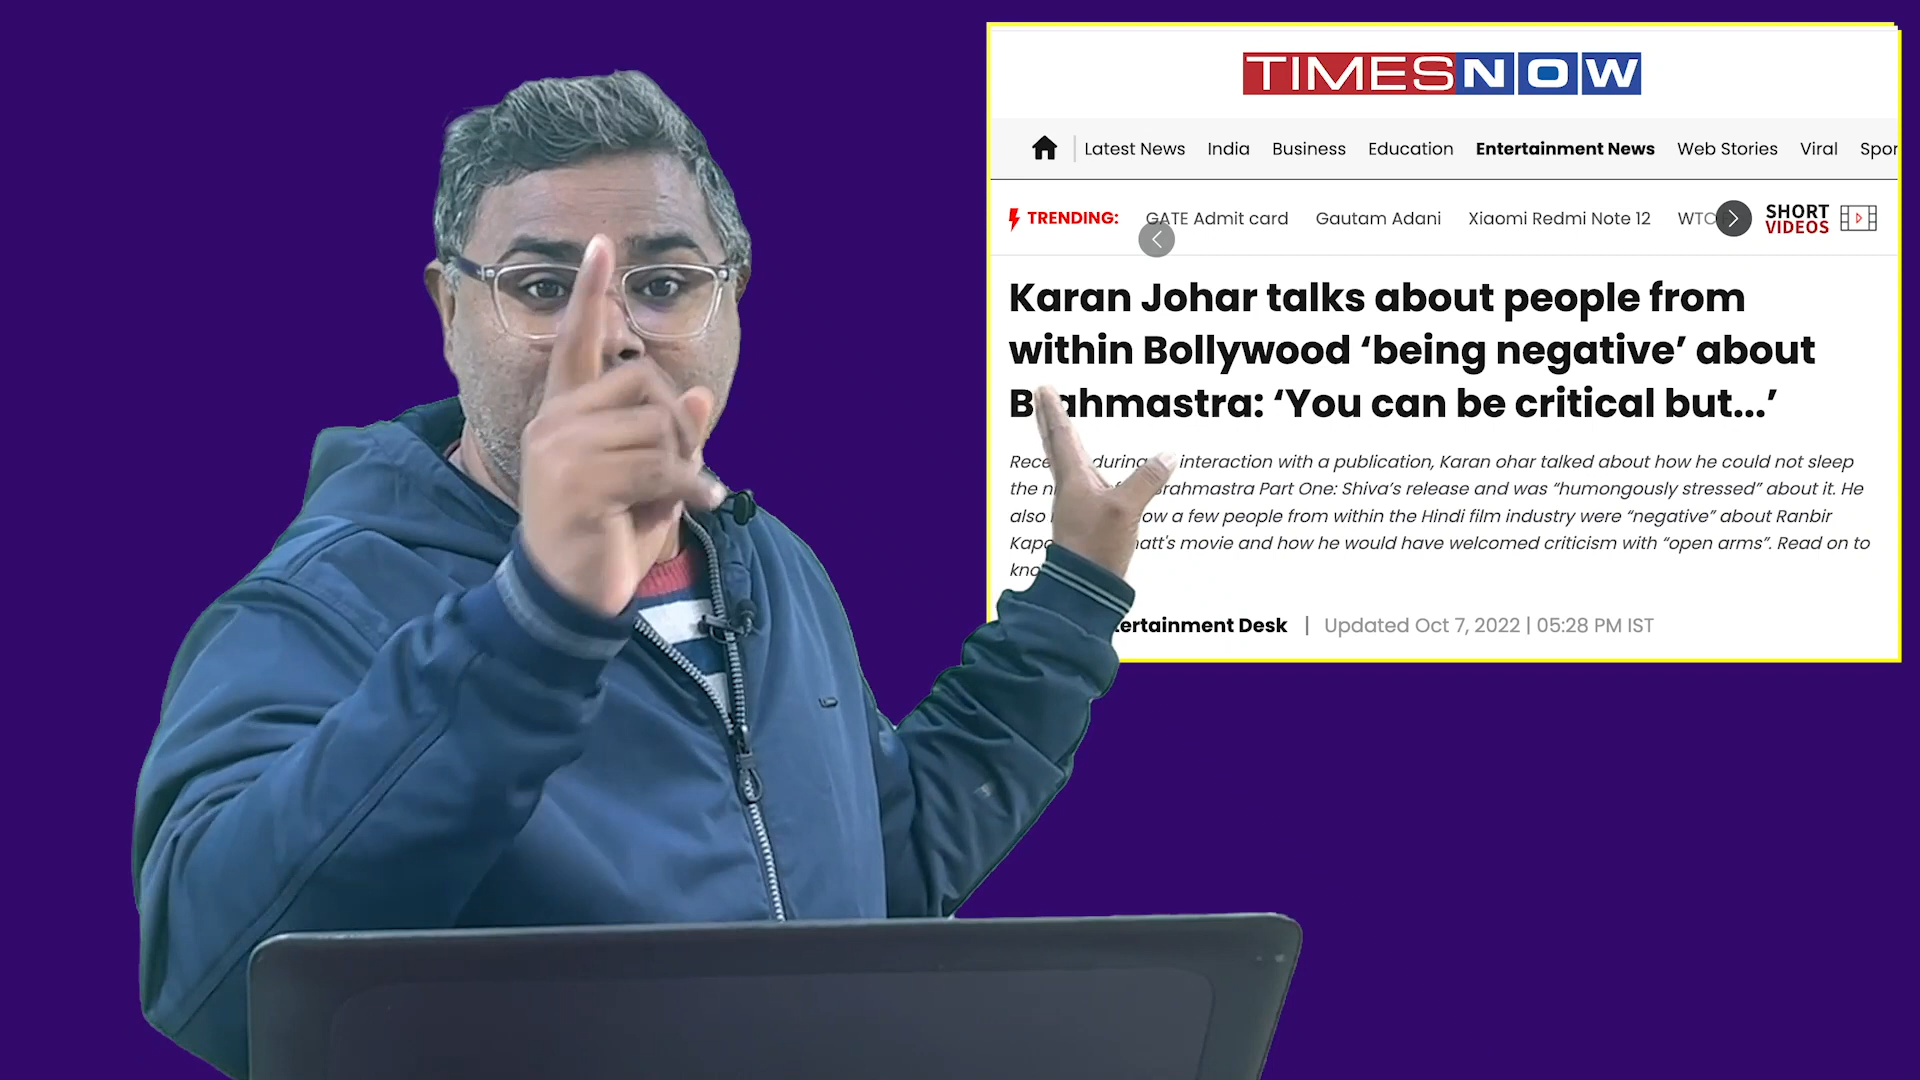 TIMES NOW
Latest News India Business Education Entertainment News Web Stories Viral
TRENDING: GATE Admit card Gautam Adani Xiaomi Redmi Note 12 SHORT
VIDEOS
Karan Johar talks about people from
within Bollywood ‘being negative’ about
Brahmastra: ‘You can be critical but...’
during interaction with a publication, Karan ohar talked about how he could not sleep
the Brahmastra Part One: Shiva’s release and was “humongously stressed” about it. He
also a few people from within the Hindi film industry were “negative” about Ranbir
movie and how he would have welcomed criticism with “open arms”. Read on to
Desk | Updated Oct 7, 2022 | 05:28 PM IST